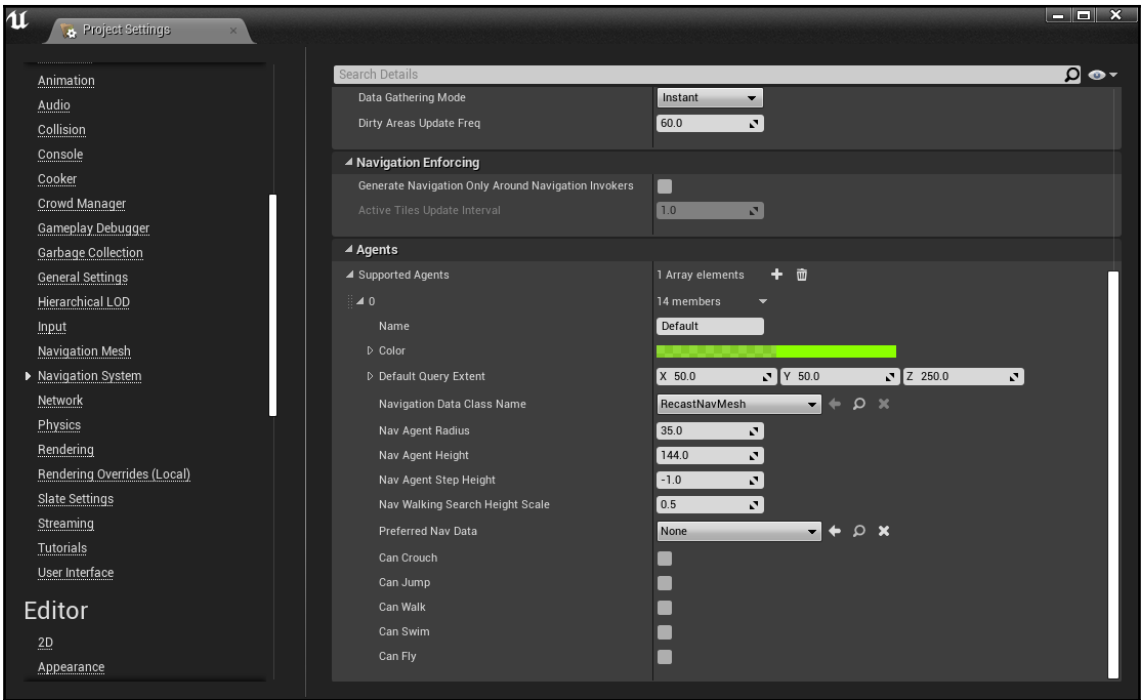 Project Settings
Animation
Audio
Collision
Console
Cooker
Crowd Manager
Gameplay Debugger
Garbage Collection
General Settings
Hierarchical LOD
Input
Navigation Mesh
Navigation System
Network
Physics
Rendering
Rendering Overrides (Local)
Slate Settings
Streaming
Tutorials
User Interface
Editor
2D
Appearance
Search Details
Data Gathering Mode Instant
Dirty Areas Update Freq 60.0
Navigation Enforcing
Generate Navigation Only Around Navigation Invokers
Active Tiles Update Interval 1.0
Agents
Supported Agents 1 Array elements
0 14 members
Name Default
Color
Default Query Extent X 50.0 Y 50.0 Z 250.0
Navigation Data Class Name RecastNavMesh
Nav Agent Radius 35.0
Nav Agent Height 144.0
Nav Agent Step Height -1.0
Nav Walking Search Height Scale 0.5
Preferred Nav Data None
Can Crouch
Can Jump
Can Walk
Can Swim
Can Fly